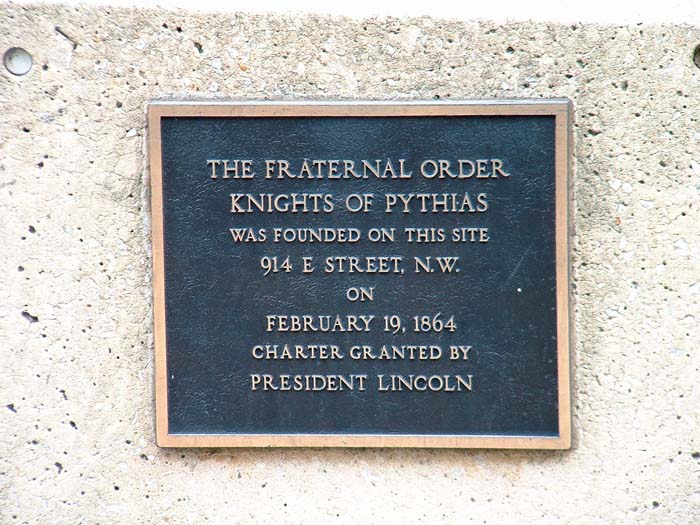 THE FRATERNAL ORDER
KNIGHTS OF PYTHIAS
WAS FOUNDED ON THIS SITE
914 E STREET, N.W.
ON
FEBRUARY 19, 1864
CHARTER GRANTED BY
PRESIDENT LINCOLN